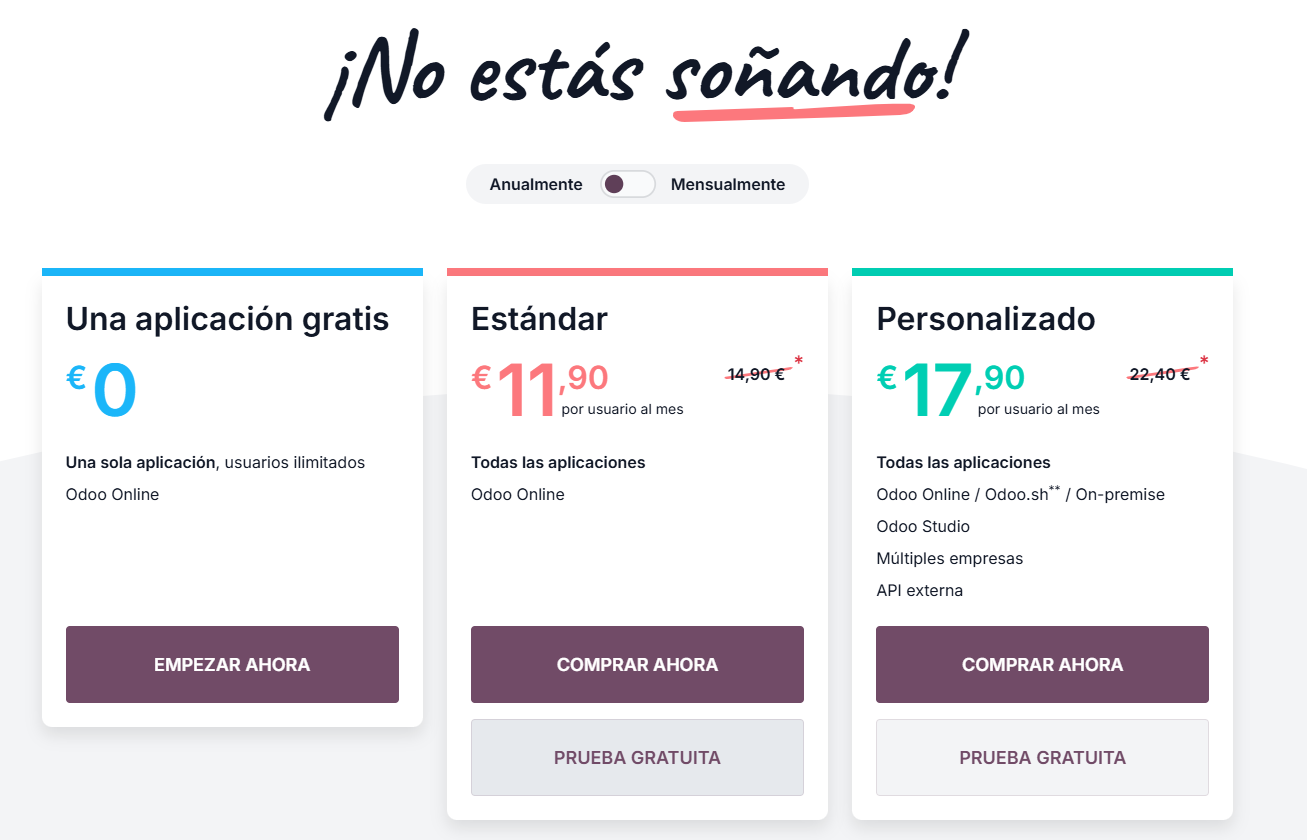 ¡No estás soñando!
Anualmente Mensualmente
Una aplicación gratis
€ 0
Una sola aplicación, usuarios ilimitados
Odoo Online
EMPEZAR AHORA
Estándar
€ 11,90 14,90 € *
por usuario al mes
Todas las aplicaciones
Odoo Online
COMPRAR AHORA
PRUEBA GRATUITA
Personalizado
€ 17,90 22,40 € *
por usuario al mes
Todas las aplicaciones
Odoo Online / Odoo.sh** / On-premise
Odoo Studio
Múltiples empresas
API externa
COMPRAR AHORA
PRUEBA GRATUITA